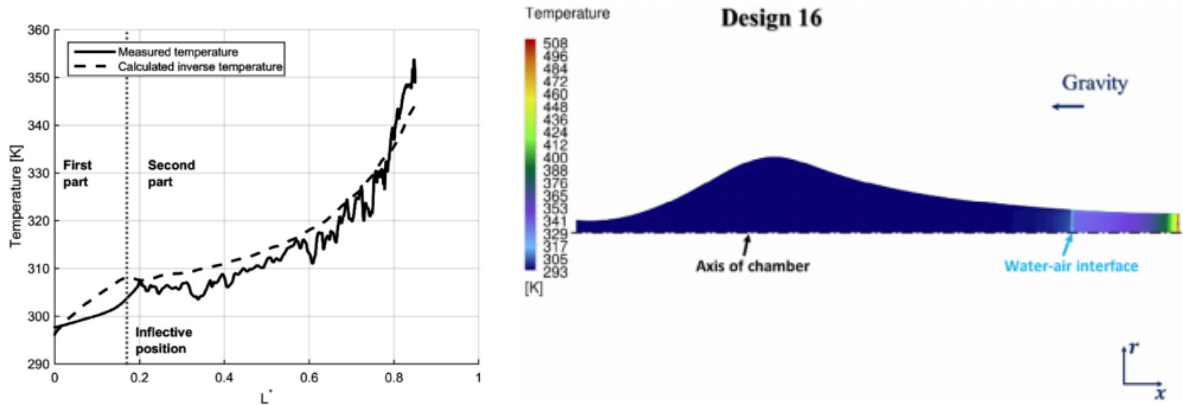 360
350
340
330
320
310
300
290
Temperature [K]
Measured temperature
Calculated inverse temperature
First
part
Second
part
Inflective
position
0
0.2
0.4
0.6
0.8
1
L*
Temperature
Design 16
508
496
484
472
460
448
436
424
412
400
388
376
365
353
341
329
317
305
293
[K]
Gravity
Axis of chamber
Water-air interface
r
x